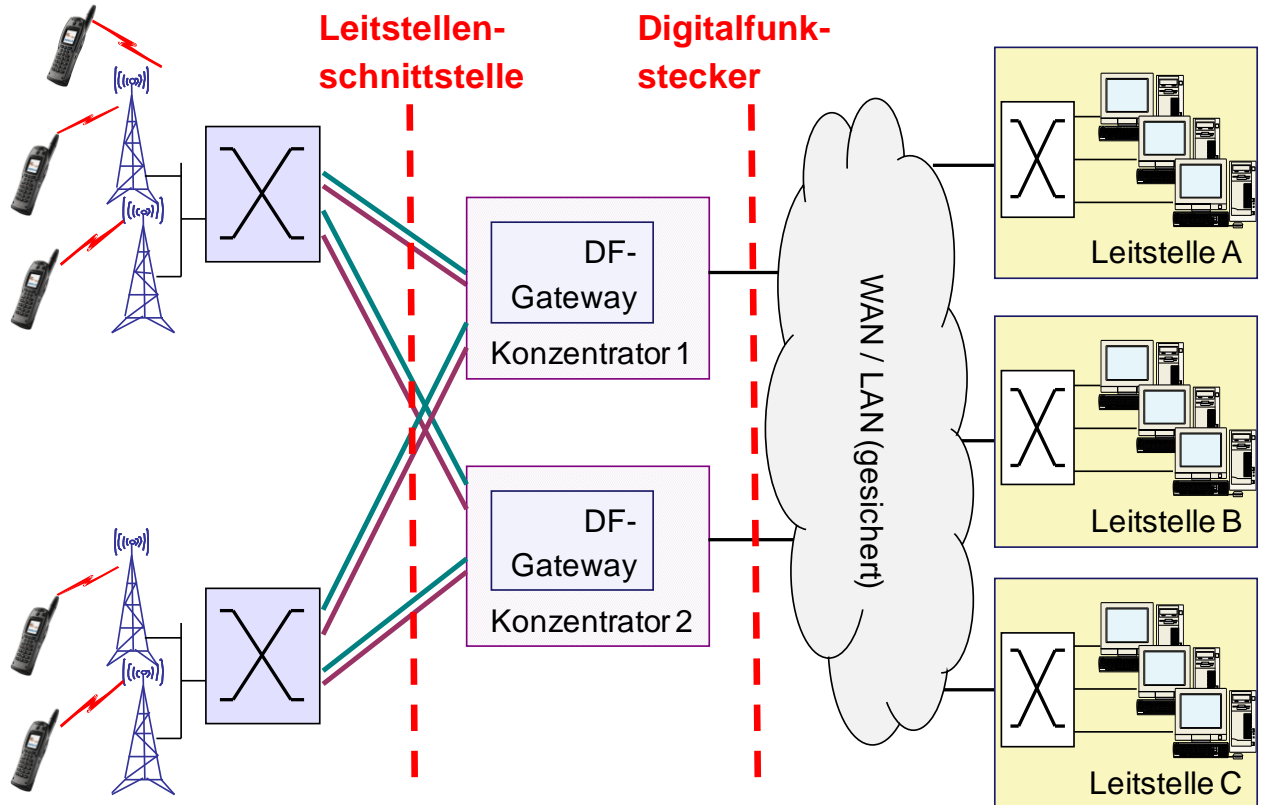 Leitstellen-
schnittstelle
Digitalfunk-
stecker
DF-
Gateway
Konzentrator 1
DF-
Gateway
Konzentrator 2
WAN / LAN (gesichert)
Leitstelle A
Leitstelle B
Leitstelle C